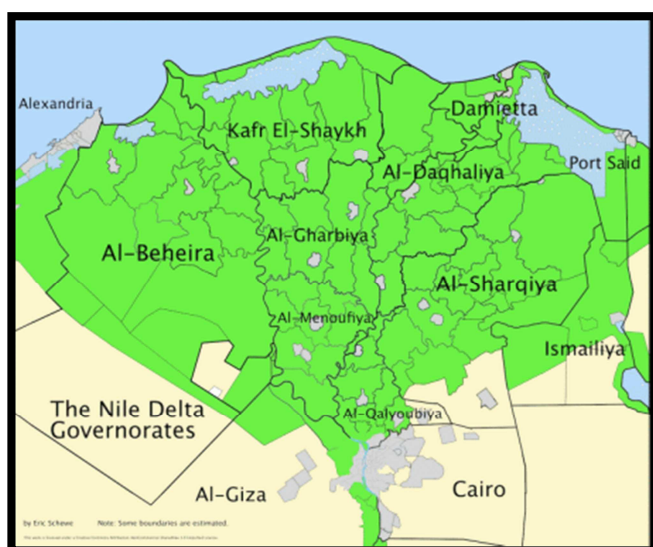 Alexandria
Damietta
Kafr El-Shaykh
Port Said
Al-Daqhaliya
Al-Gharbiya
Al-Beheira
Al-Sharqiya
Al-Menoufiya
Ismailiya
The Nile Delta
Governorates
Al-Qalyoubiya
Al-Giza
Cairo
by Eric Schewe Note: Some boundaries are estimated.